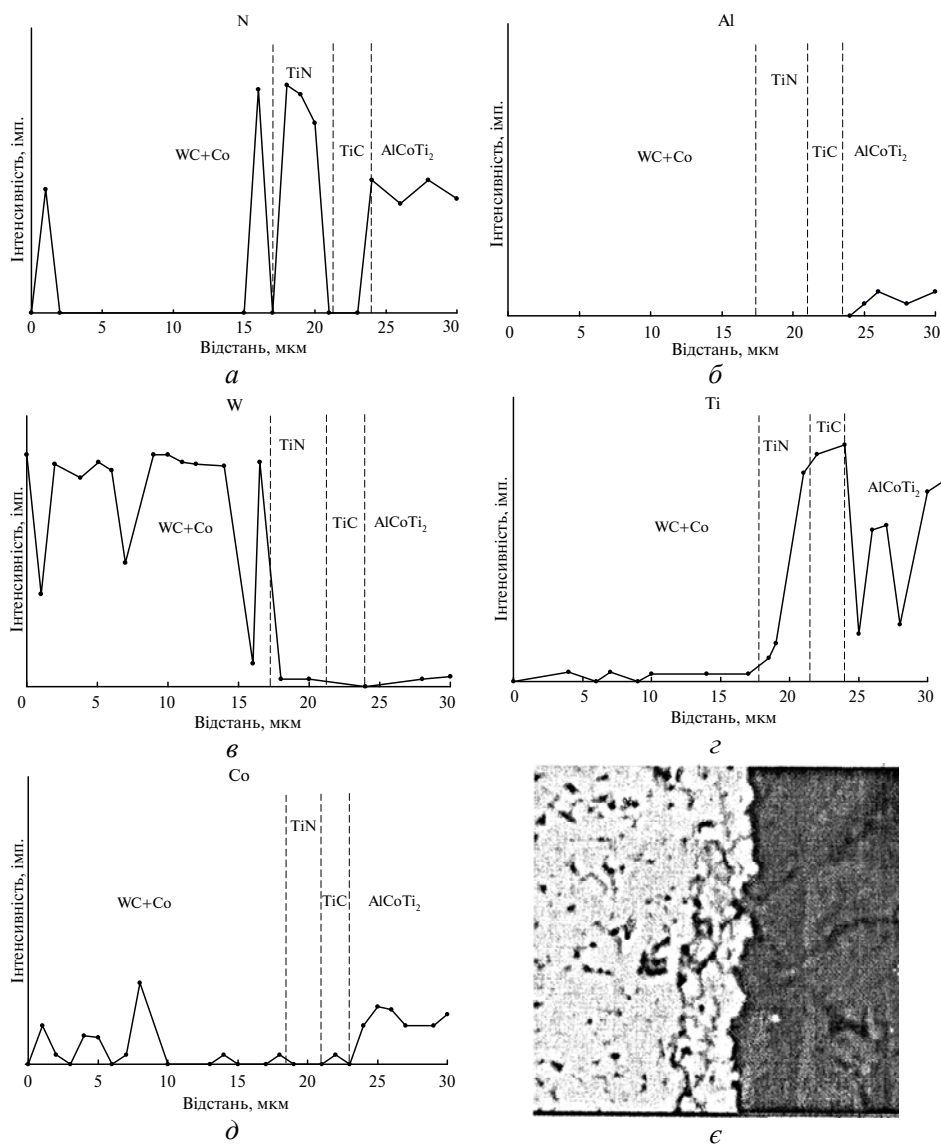 N
Інтенсивність, імп.
TiN
WC+Co
TiC
AlCoTi2
0 5 10 15 20 25 30
Відстань, мкм
а
Al
Інтенсивність, імп.
TiN
WC+Co
TiC
AlCoTi2
0 5 10 15 20 25 30
Відстань, мкм
б
W
Інтенсивність, імп.
TiN
WC+Co
TiC
AlCoTi2
0 5 10 15 20 25 30
Відстань, мкм
в
Ti
Інтенсивність, імп.
TiC
TiN
AlCoTi2
WC+Co
0 5 10 15 20 25 30
Відстань, мкм
г
Co
Інтенсивність, імп.
TiN
WC+Co
TiC
AlCoTi2
0 5 10 15 20 25 30
Відстань, мкм
д
є